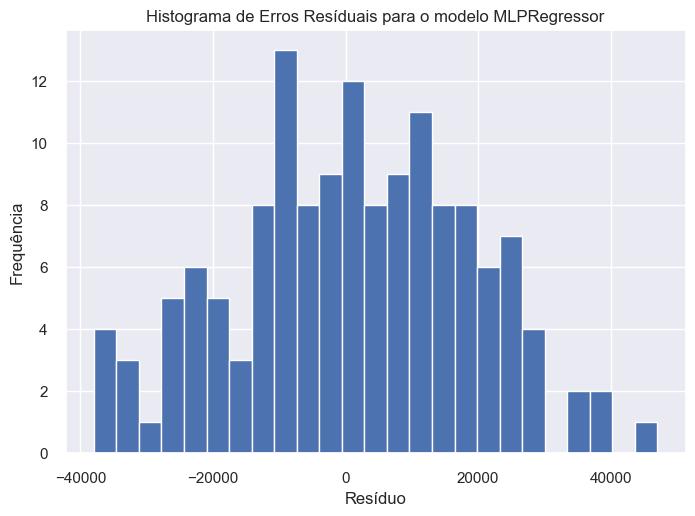 Histograma de Erros Resíduais para o modelo MLPRegressor
12
10
8
6
4
2
0
Frequência
−40000 −20000 0 20000 40000
Resíduo